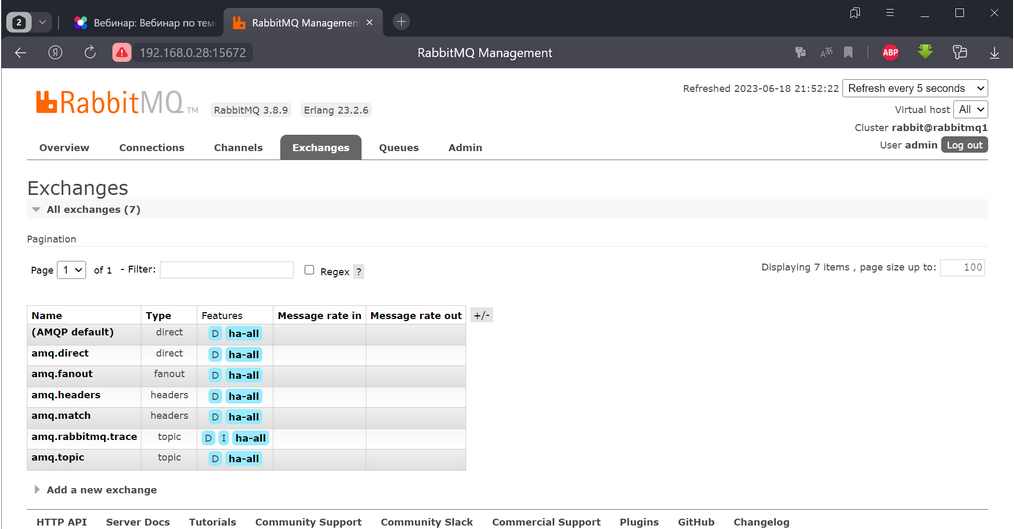 2
Вебинар: Вебинар по тем
RabbitMQ Managemen
192.168.0.28:15672
RabbitMQ Management
ABP
RabbitMQ TM
RabbitMQ 3.8.9
Erlang 23.2.6
Refreshed 2023-06-18 21:52:22 Refresh every 5 seconds
Virtual host All
Cluster rabbit@rabbitmq1
User admin Log out
Overview Connections Channels Exchanges Queues Admin
Exchanges
All exchanges (7)
Pagination
Page 1 of 1 - Filter: Regex ?
Displaying 7 items , page size up to: 100
Name Type Features Message rate in Message rate out +/-
(AMQP default) direct D ha-all
amq.direct direct D ha-all
amq.fanout fanout D ha-all
amq.headers headers D ha-all
amq.match headers D ha-all
amq.rabbitmq.trace topic D I ha-all
amq.topic topic D ha-all
Add a new exchange
HTTP API Server Docs Tutorials Community Support Community Slack Commercial Support Plugins GitHub Changelog